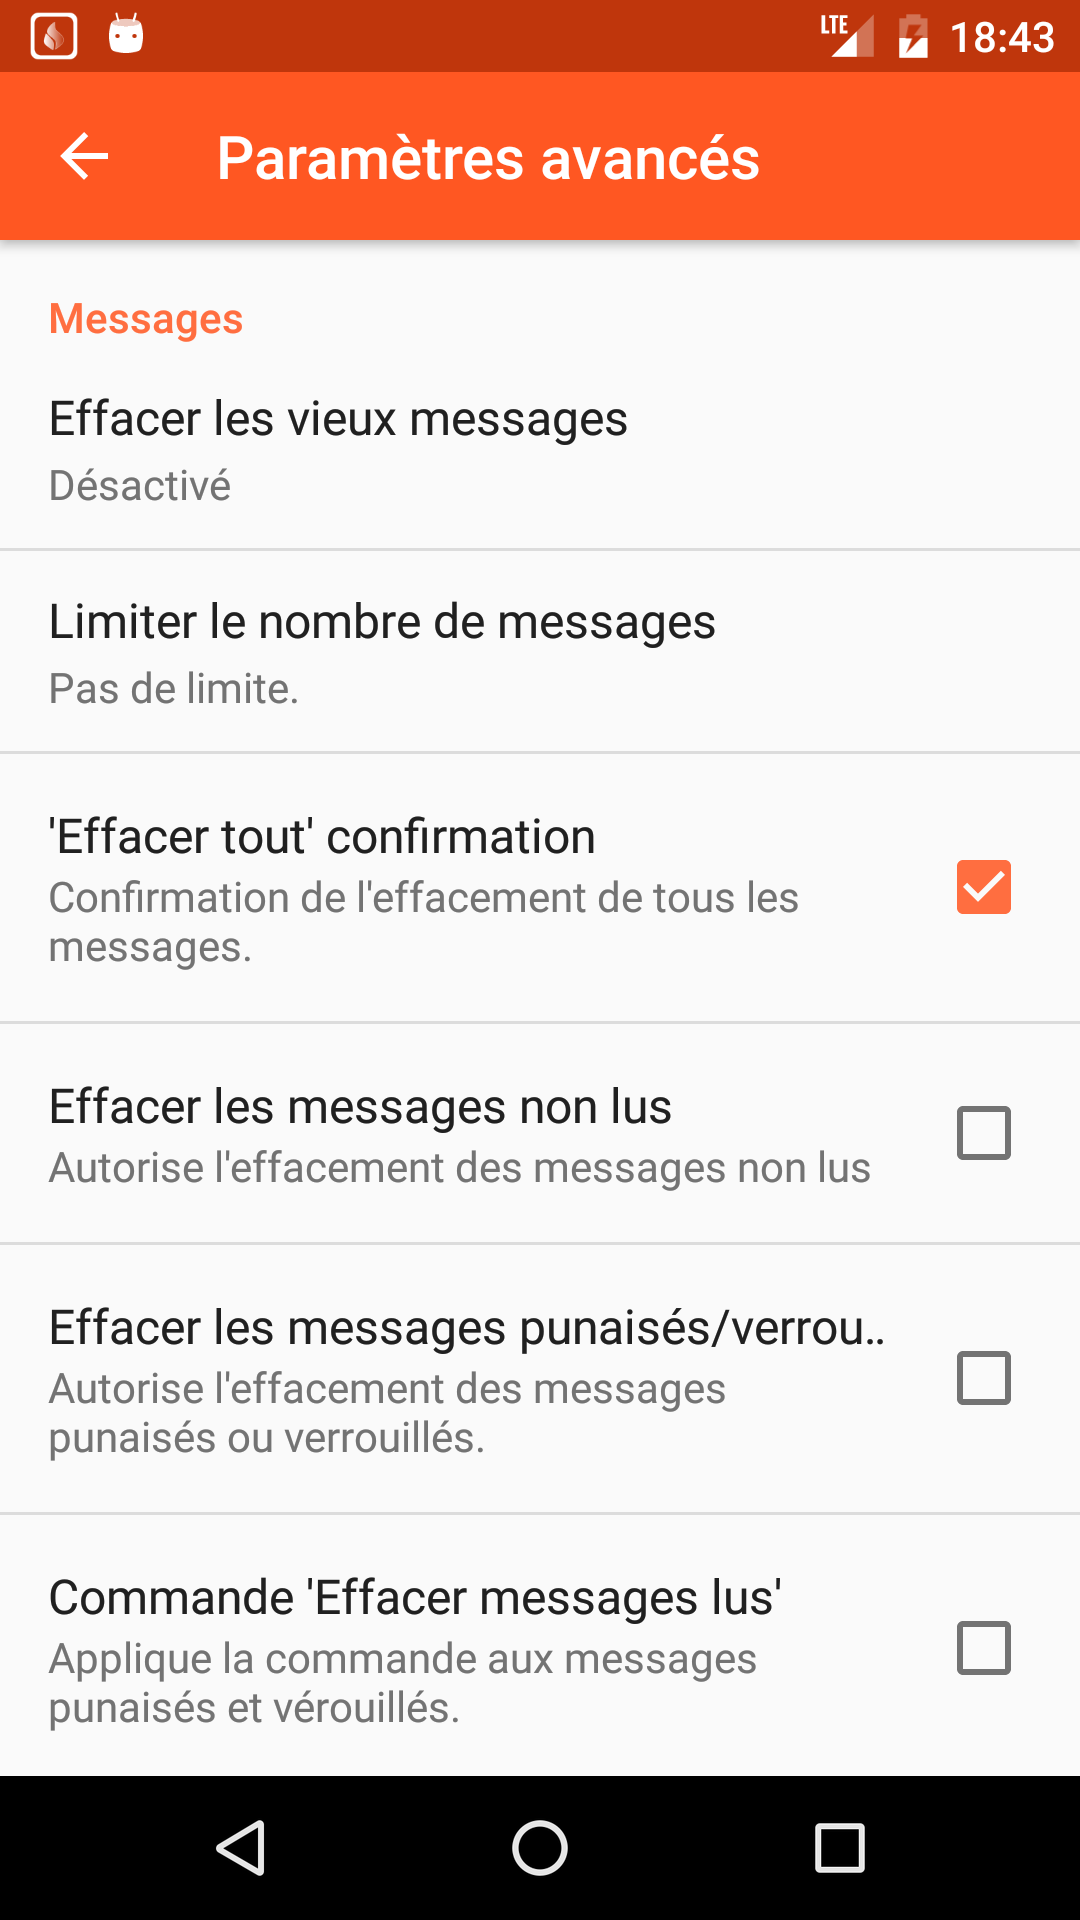 LTE 18:43
Paramètres avancés
Messages
Effacer les vieux messages
Désactivé
Limiter le nombre de messages
Pas de limite.
'Effacer tout' confirmation
Confirmation de l'effacement de tous les
messages.
Effacer les messages non lus
Autorise l'effacement des messages non lus
Effacer les messages punaisés/verrou..
Autorise l'effacement des messages
punaisés ou verrouillés.
Commande 'Effacer messages lus'
Applique la commande aux messages
punaisés et vérouillés.